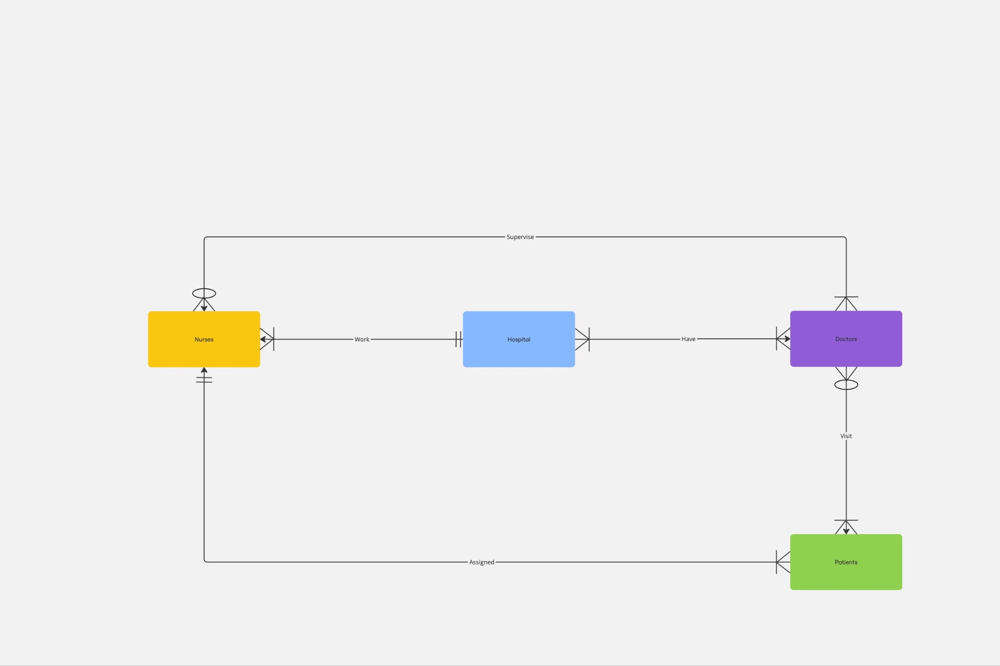 Supervise
Nurses
Work
Hospital
Have
Doctors
Visit
Assigned
Patients